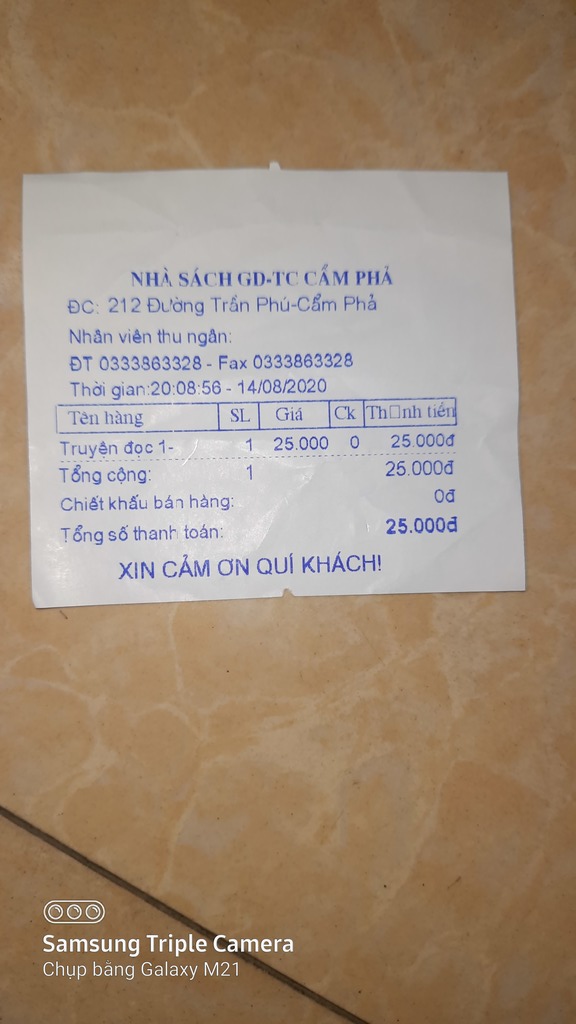 NHÀ SÁCH GD-TC CẨM PHẢ
ĐC: 212 Đường Trần Phú-Cẩm Phả
Nhân viên thu ngân:
ĐT 0333863328 - Fax 0333863328
Thời gian:20:08:56 - 14/08/2020
Tên hàng SL Giá Ck Th□nh tiền
Truyện đọc 1- 1 25.000 0 25.000đ
Tổng cộng: 1 25.000đ
Chiết khấu bán hàng: 0đ
Tổng số thanh toán: 25.000đ
XIN CẢM ƠN QUÍ KHÁCH!
Samsung Triple Camera
Chụp bằng Galaxy M21